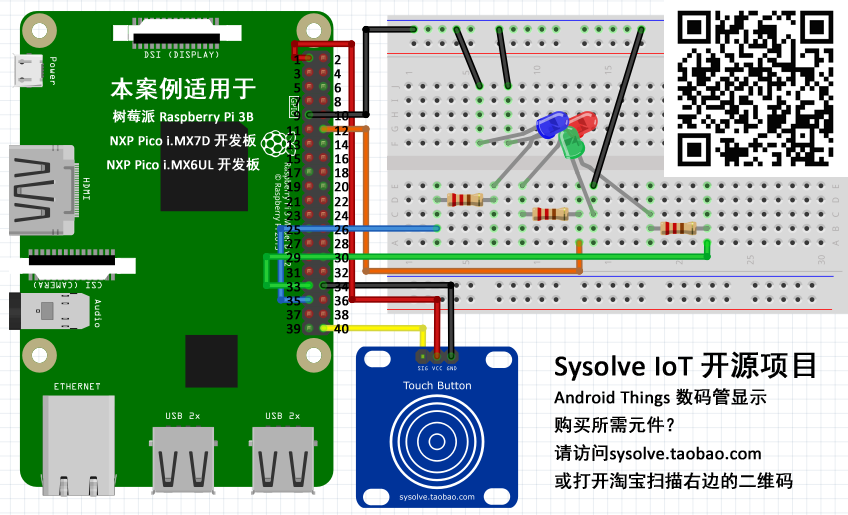 DSI (DISPLAY)
Power
本案例适用于
树莓派 Raspberry Pi 3B
NXP Pico i.MX7D 开发板
NXP Pico i.MX6UL 开发板
HDMI
CSI (CAMERA)
Audio
ETHERNET
USB 2x
USB 2x
1 2
3 4
5 6
7 8
9 10
11 12
13 14
15 16
17 18
19 20
21 22
23 24
25 26
27 28
29 30
31 32
33 34
35 36
37 38
39 40
SIG VCC GND
Touch Button
sysolve.taobao.com
Sysolve IoT 开源项目
Android Things 数码管显示
购买所需元件？
请访问sysolve.taobao.com
或打开淘宝扫描右边的二维码